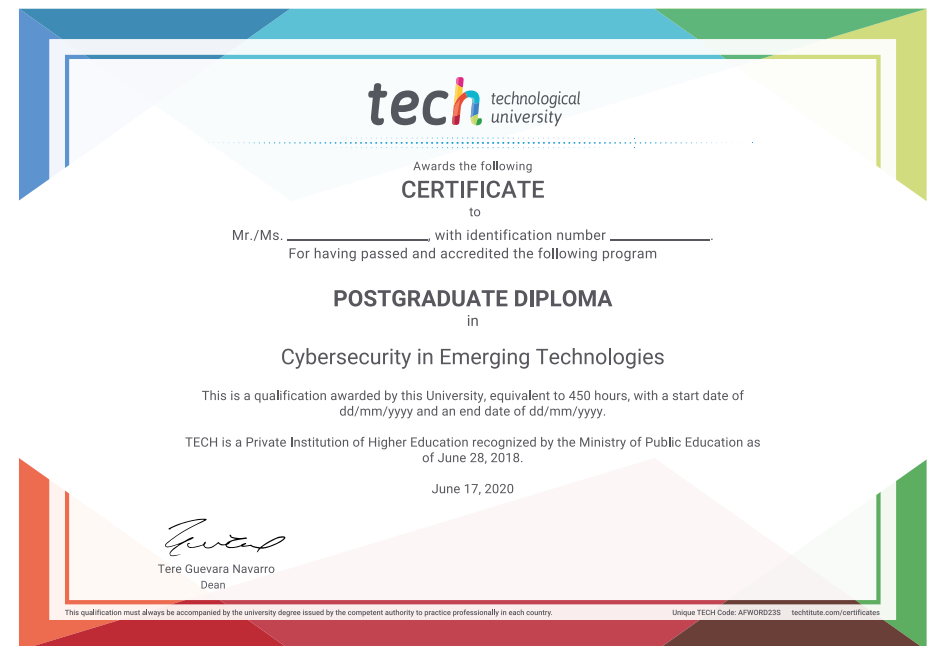 tech technological university
Awards the following
CERTIFICATE
to
Mr./Ms. ____________________, with identification number ______________.
For having passed and accredited the following program
POSTGRADUATE DIPLOMA
in
Cybersecurity in Emerging Technologies
This is a qualification awarded by this University, equivalent to 450 hours, with a start date of
dd/mm/yyyy and an end date of dd/mm/yyyy.
TECH is a Private Institution of Higher Education recognized by the Ministry of Public Education as
of June 28, 2018.
June 17, 2020
Tere Guevara Navarro
Dean
This qualification must always be accompanied by the university degree issued by the competent authority to practice professionally in each country.
Unique TECH Code: AFWORD23S techtitute.com/certificates